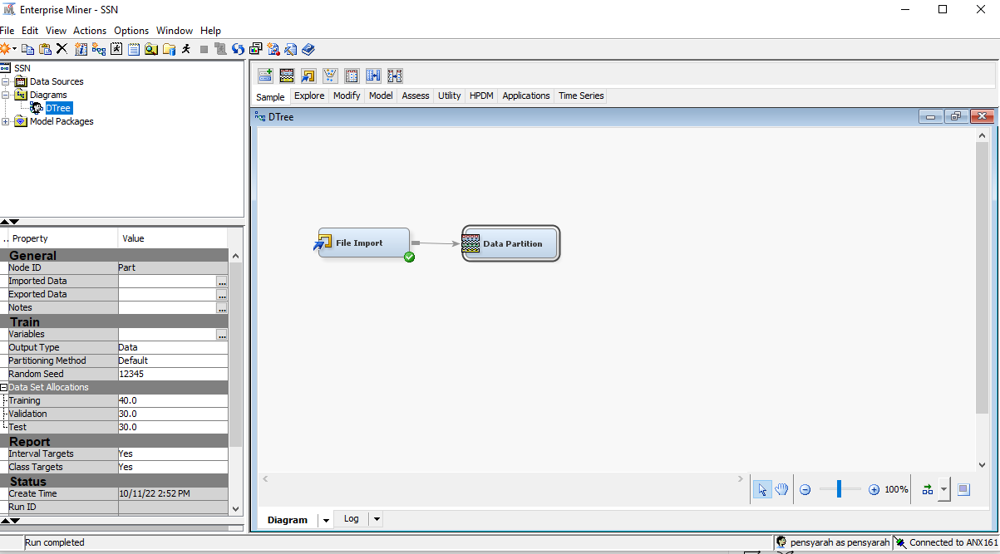 Enterprise Miner - SSN
File Edit View Actions Options Window Help
SSN
Data Sources
Diagrams
DTree
Model Packages
.. Property Value
General
Node ID Part
Imported Data ...
Exported Data ...
Notes ...
Train
Variables ...
Output Type Data
Partitioning Method Default
Random Seed 12345
Data Set Allocations
Training 40.0
Validation 30.0
Test 30.0
Report
Interval Targets Yes
Class Targets Yes
Status
Create Time 10/11/22 2:52 PM
Run ID
Sample Explore Modify Model Assess Utility HPDM Applications Time Series
DTree
File Import
Data Partition
100%
Diagram Log
Run completed
pensyarah as pensyarah
Connected to ANX161